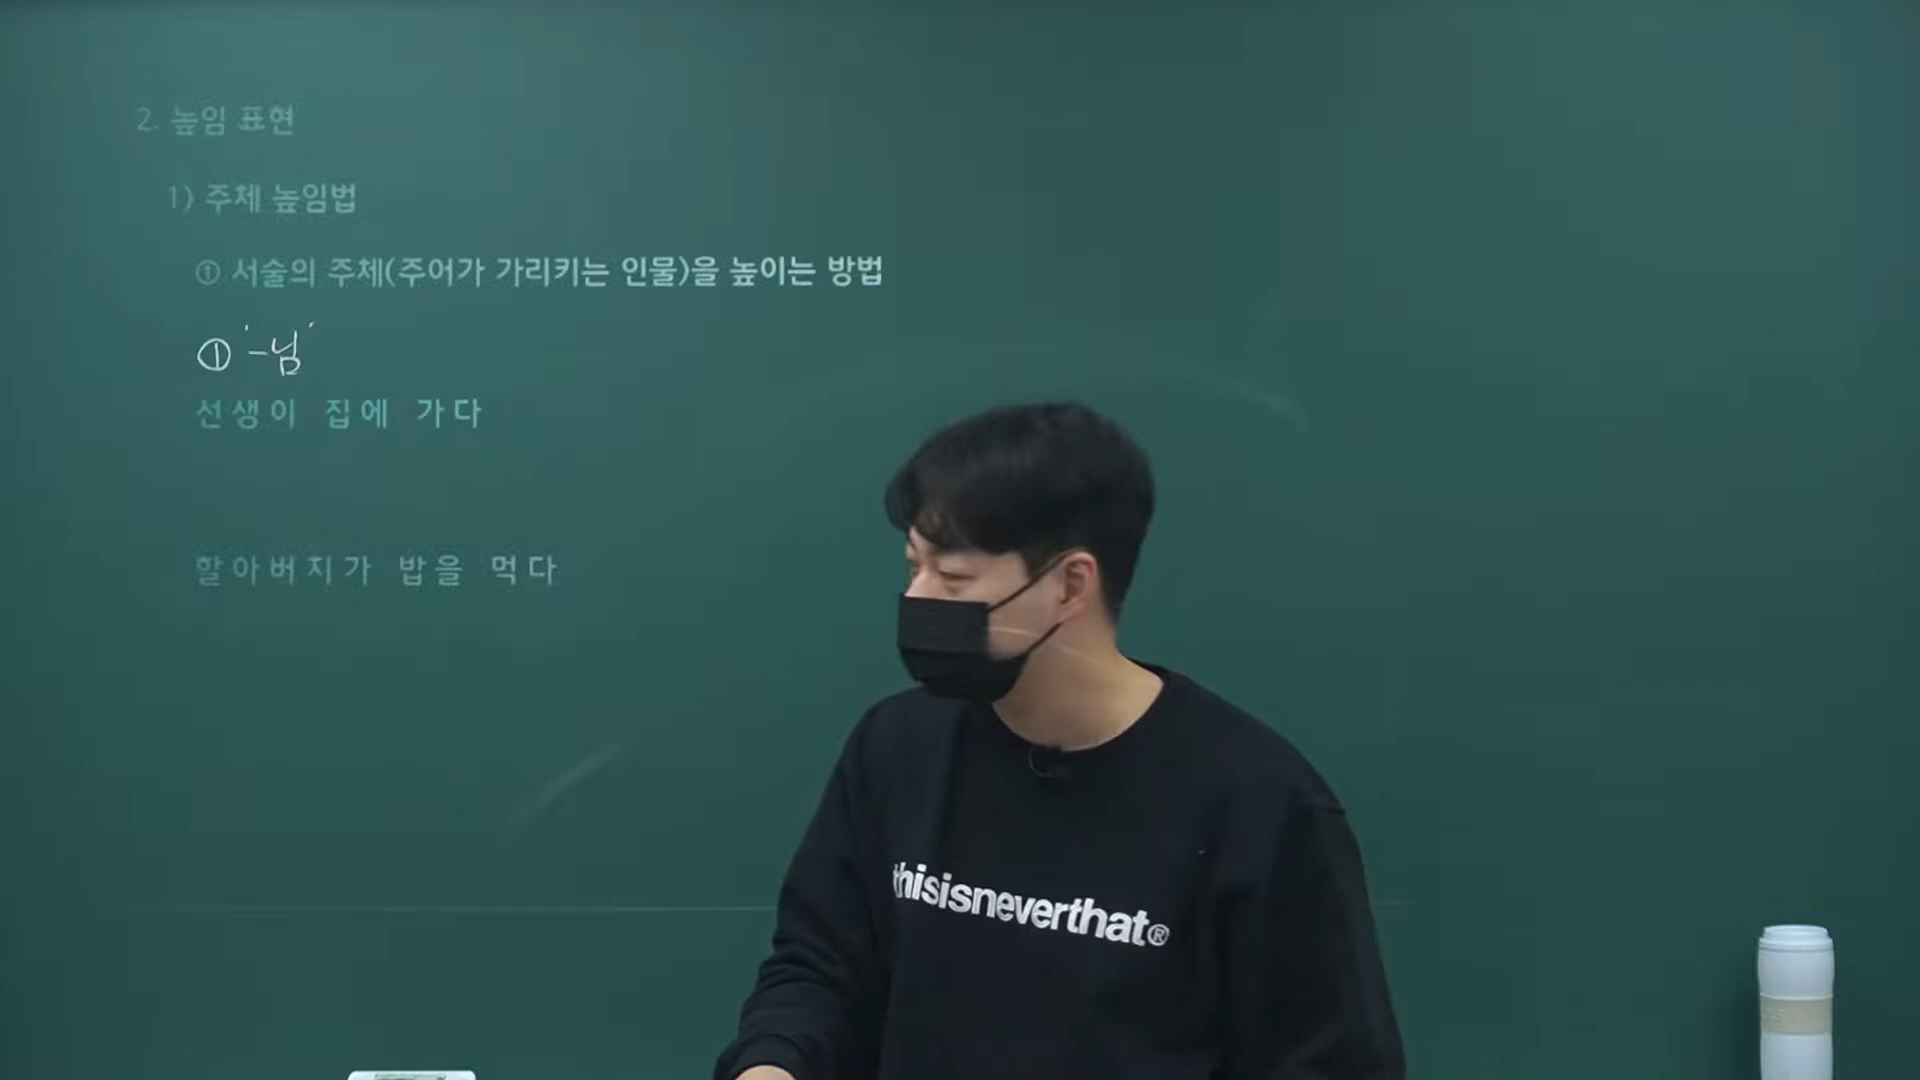 2. 높임 표현
1) 주체 높임법
① 서술의 주체(주어가 가리키는 인물)을 높이는 방법
① '-님'
선생이 집에 가다
할아버지가 밥을 먹다
thisisneverthat®